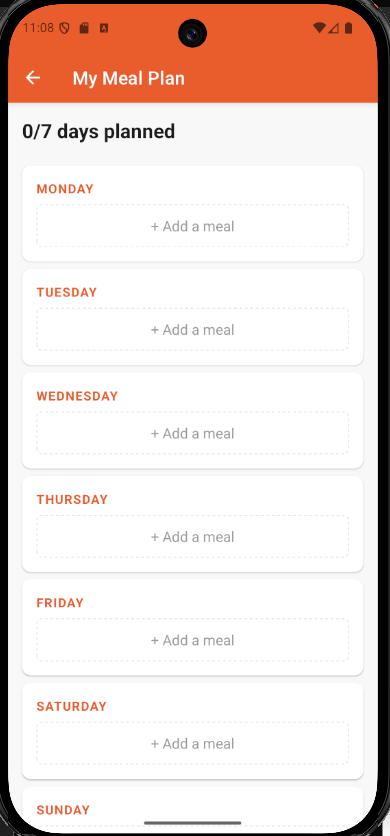 11:08
My Meal Plan
0/7 days planned
MONDAY
+ Add a meal
TUESDAY
+ Add a meal
WEDNESDAY
+ Add a meal
THURSDAY
+ Add a meal
FRIDAY
+ Add a meal
SATURDAY
+ Add a meal
SUNDAY